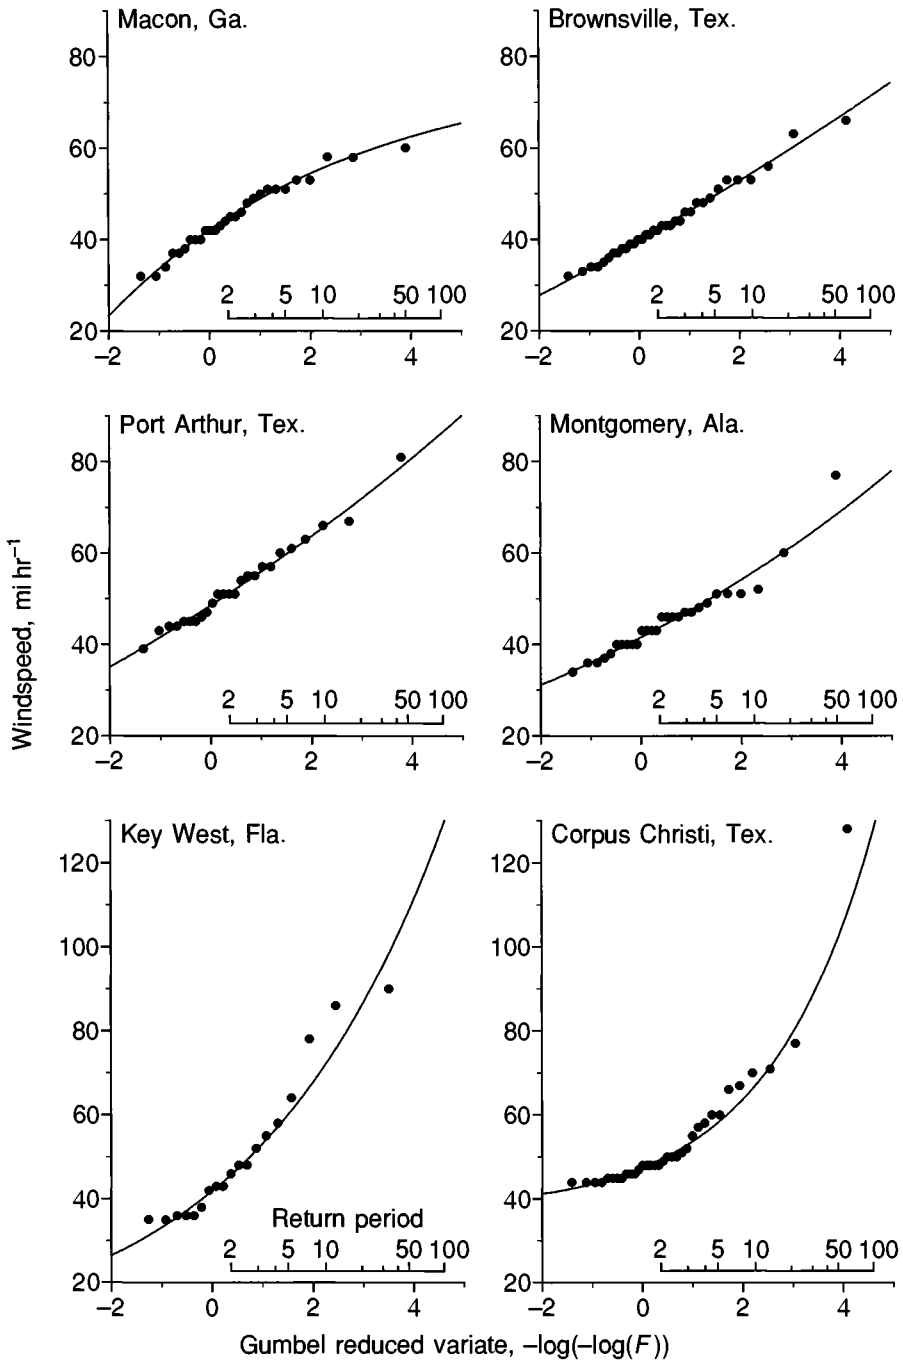 Macon, Ga.
80
60
40
20
2 5 10 50 100
−2 0 2 4
Brownsville, Tex.
80
60
40
20
2 5 10 50 100
−2 0 2 4
Port Arthur, Tex.
80
60
40
20
2 5 10 50 100
−2 0 2 4
Montgomery, Ala.
80
60
40
20
2 5 10 50 100
−2 0 2 4
Windspeed, mi hr⁻¹
Key West, Fla.
120
100
80
60
40
20
Return period
2 5 10 50 100
−2 0 2 4
Corpus Christi, Tex.
120
100
80
60
40
20
2 5 10 50 100
−2 0 2 4
Gumbel reduced variate, −log(−log(F))